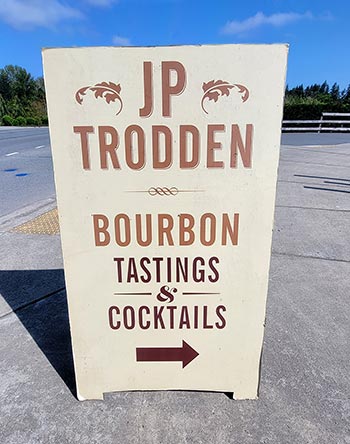 JP
TRODDEN
BOURBON
TASTINGS
&
COCKTAILS